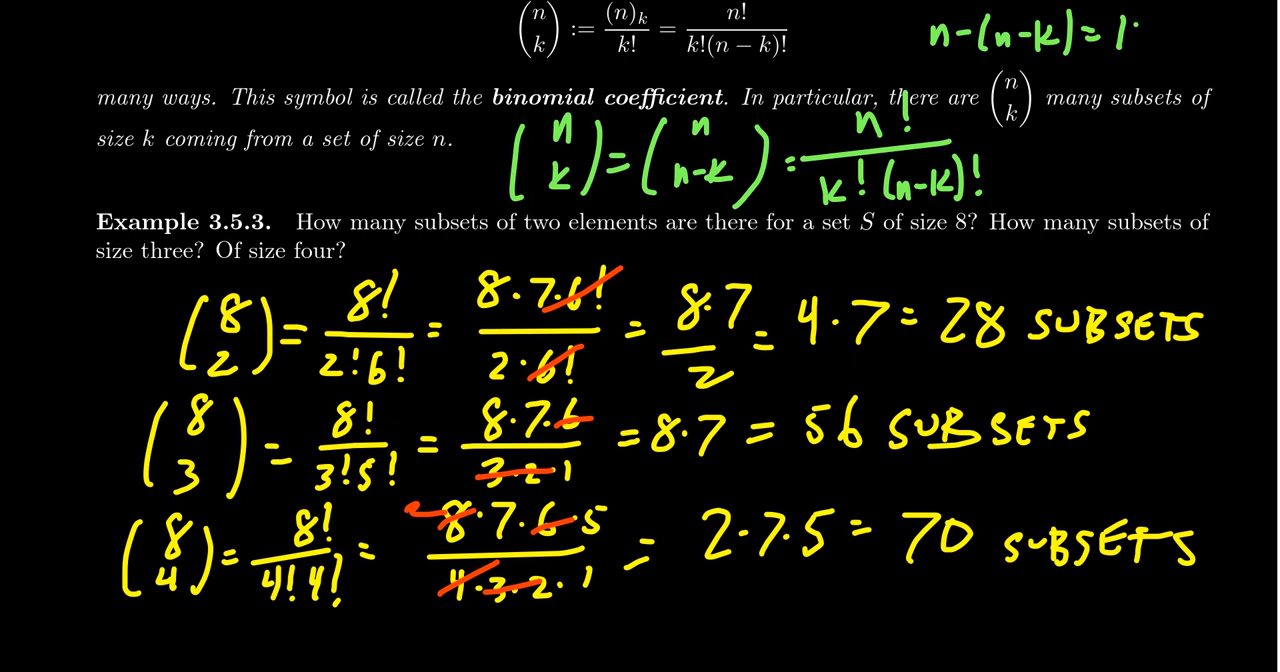 (n k) := (n)_k / k! = n! / k!(n − k)!
n-(n-k)=
many ways. This symbol is called the binomial coefficient. In particular, there are (n k) many subsets of
size k coming from a set of size n.
(n k) = (n n-k) = n! / k!(n-k)!
Example 3.5.3. How many subsets of two elements are there for a set S of size 8? How many subsets of
size three? Of size four?
(8 2) = 8! / 2!6! = 8·7·6! / 2·6! = 8·7 / 2 = 4·7 = 28 SUBSETS
(8 3) = 8! / 3!5! = 8·7·6 / 3·2·1 = 8·7 = 56 SUBSETS
(8 4) = 8! / 4!4! = 8·7·6·5 / 4·3·2·1 = 2·7·5 = 70 SUBSETS